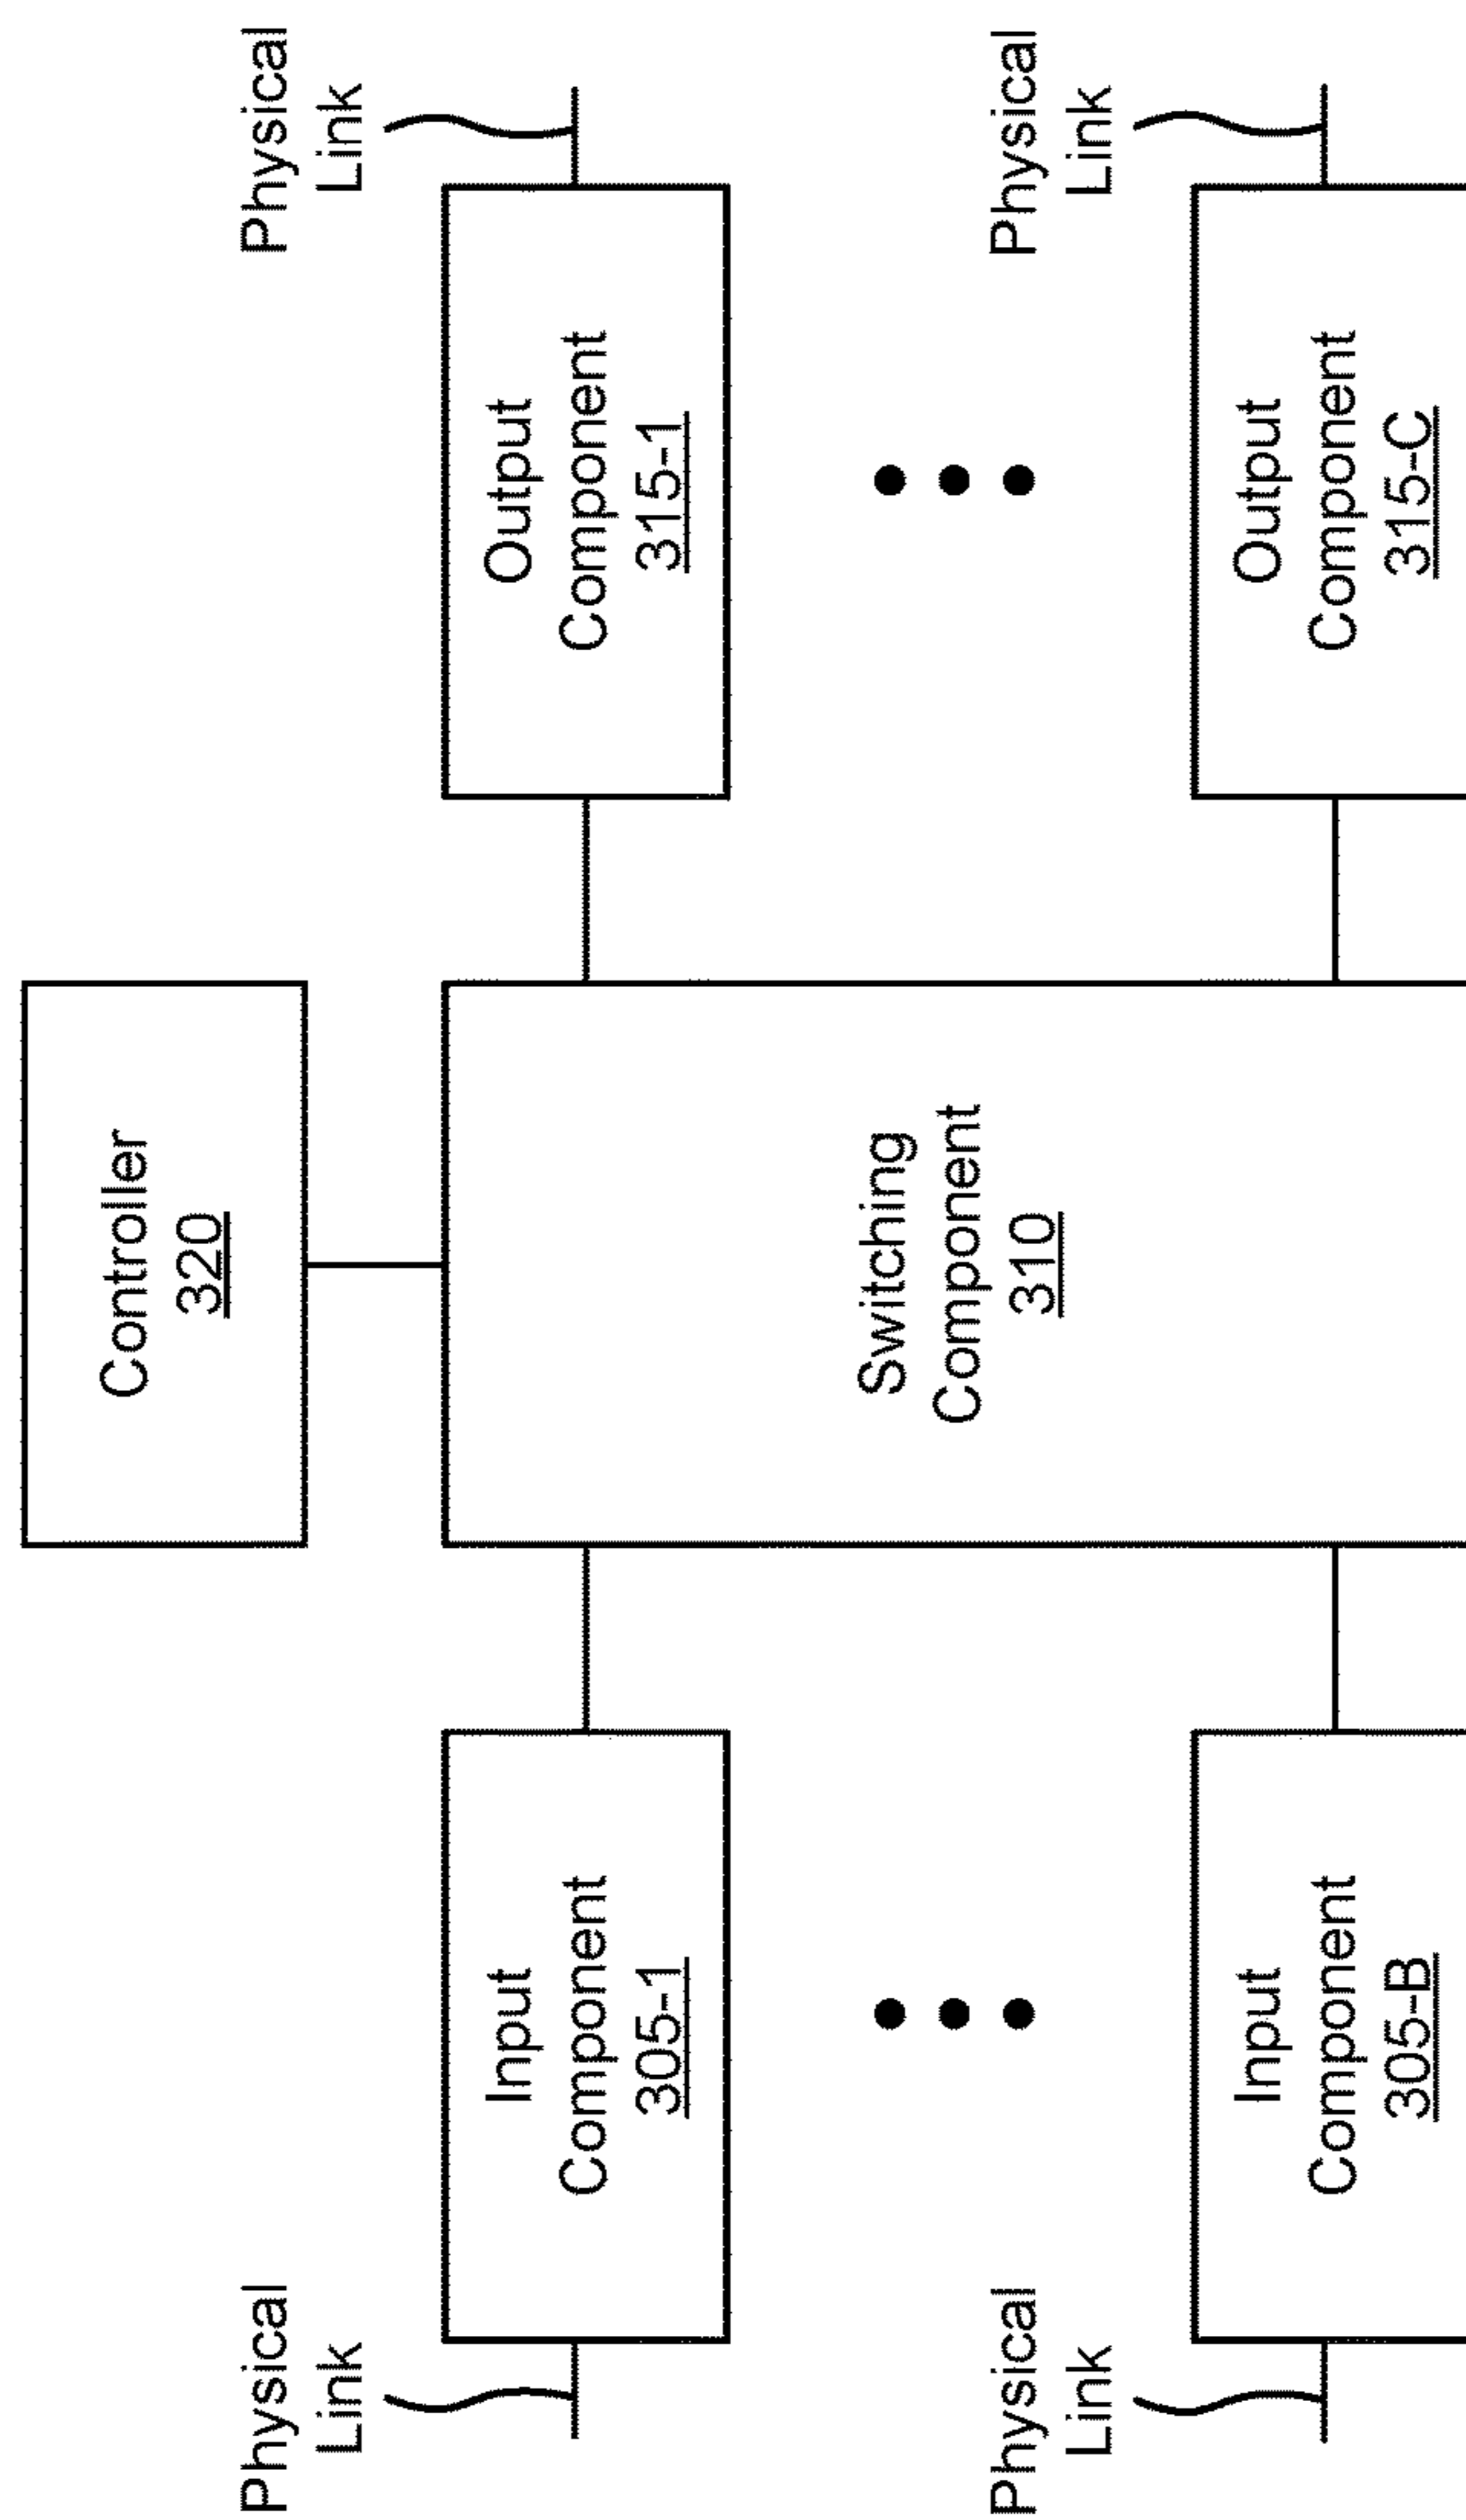 Controller
320
Physical
Link
Physical
Link
Input
Component
305-1
Output
Component
315-1
Switching
Component
310
Physical
Link
Physical
Link
Input
Component
305-B
Output
Component
315-C